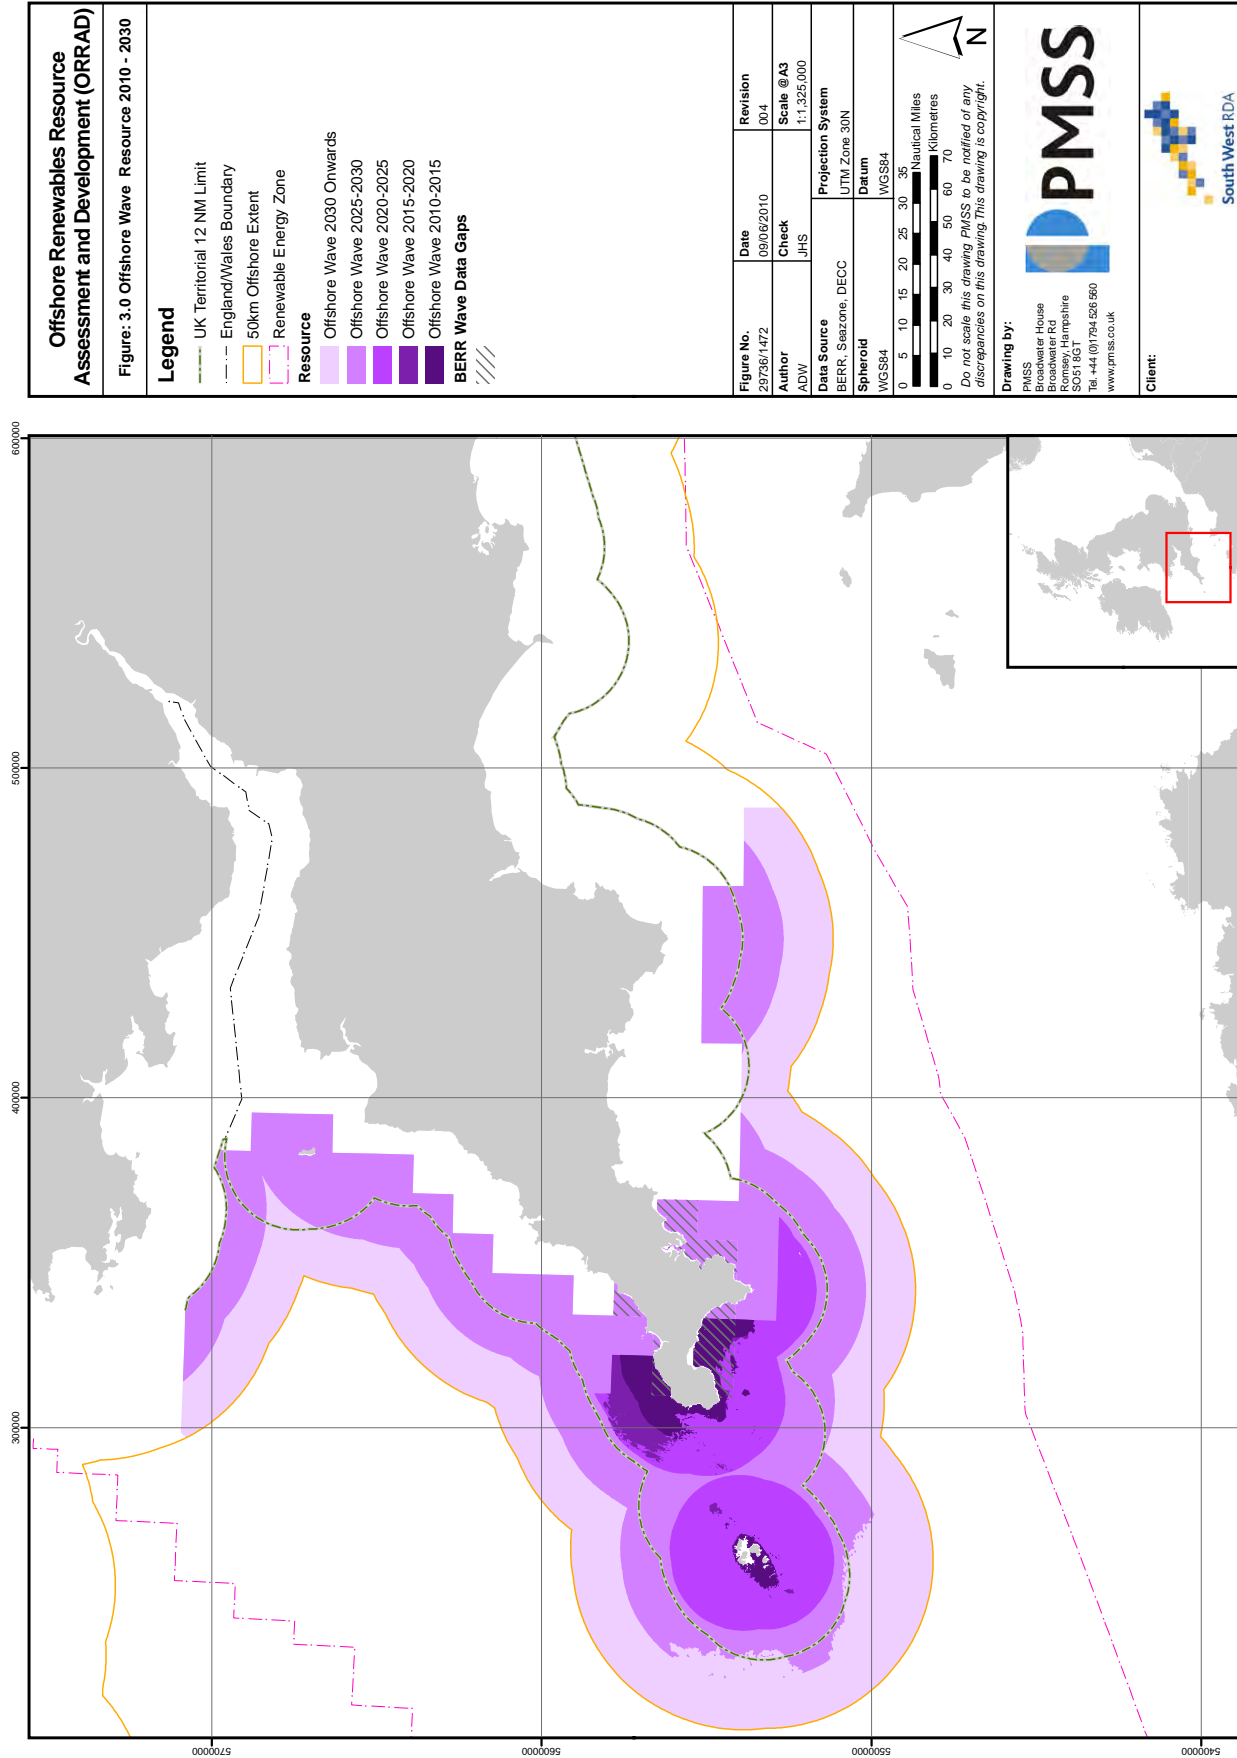 Offshore Renewables Resource
Assessment and Development (ORRAD)
Figure: 3.0 Offshore Wave Resource 2010 - 2030
Legend
UK Territorial 12 NM Limit
England/Wales Boundary
50km Offshore Extent
Renewable Energy Zone
Resource
Offshore Wave 2030 Onwards
Offshore Wave 2025-2030
Offshore Wave 2020-2025
Offshore Wave 2015-2020
Offshore Wave 2010-2015
BERR Wave Data Gaps
Figure No.
29736/1472
Date
09/06/2010
Revision
004
Author
ADW
Check
JHS
Scale @A3
1:1,325,000
Data Source
BERR, Seazone, DECC
Projection System
UTM Zone 30N
Spheroid
WGS84
Datum
WGS84
0 5 10 15 20 25 30 35
Nautical Miles
Kilometres
0 10 20 30 40 50 60 70
N
Do not scale this drawing PMSS to be notified of any
discrepancies on this drawing.This drawing is copyright.
Drawing by:
PMSS
Broadwater House
Broadwater Rd
Romsey, Hampshire
SO51 8GT
Tel. +44 (0)1794 526 560
www.pmss.co.uk
PMSS
Client:
South West RDA
300000
400000
500000
600000
5700000
5600000
5500000
5400000